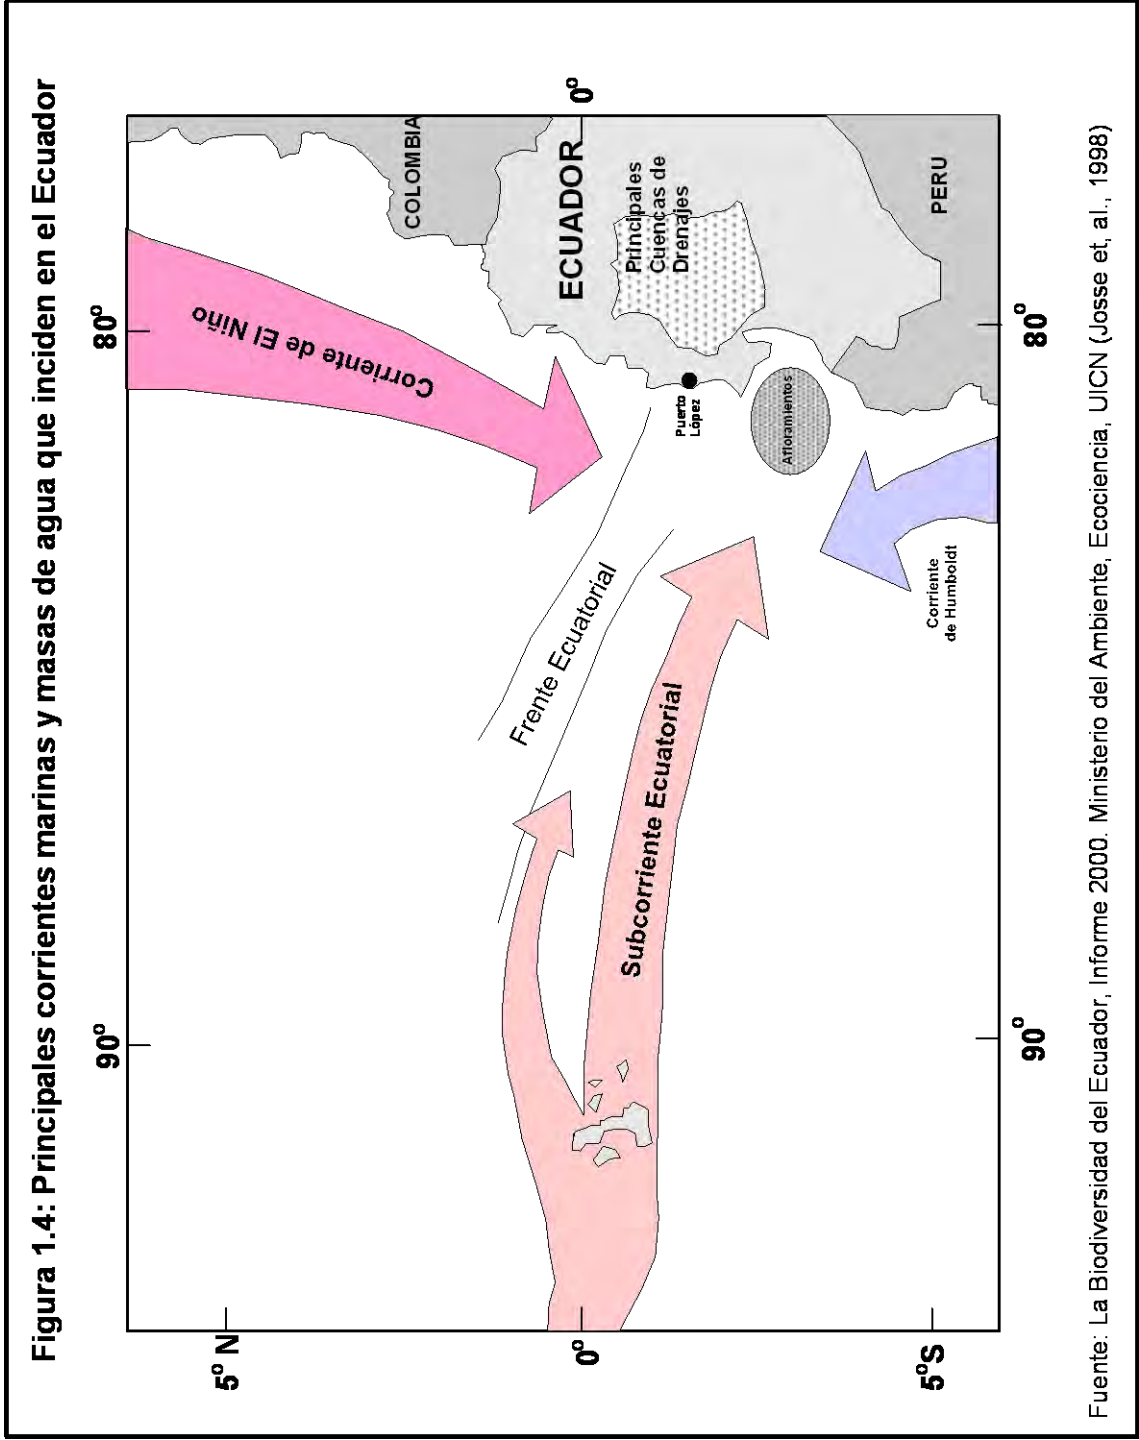 Figura 1.4: Principales corrientes marinas y masas de agua que inciden en el Ecuador
90°
80°
5° N
0°
5°S
0°
90°
80°
Corriente de El Niño
COLOMBIA
ECUADOR
Principales
Cuencas de
Drenajes
PERU
Frente Ecuatorial
Puerto
López
Afloramientos
Subcorriente Ecuatorial
Corriente
de Humboldt
Fuente: La Biodiversidad del Ecuador, Informe 2000. Ministerio del Ambiente, Ecociencia, UICN (Josse et, al., 1998)